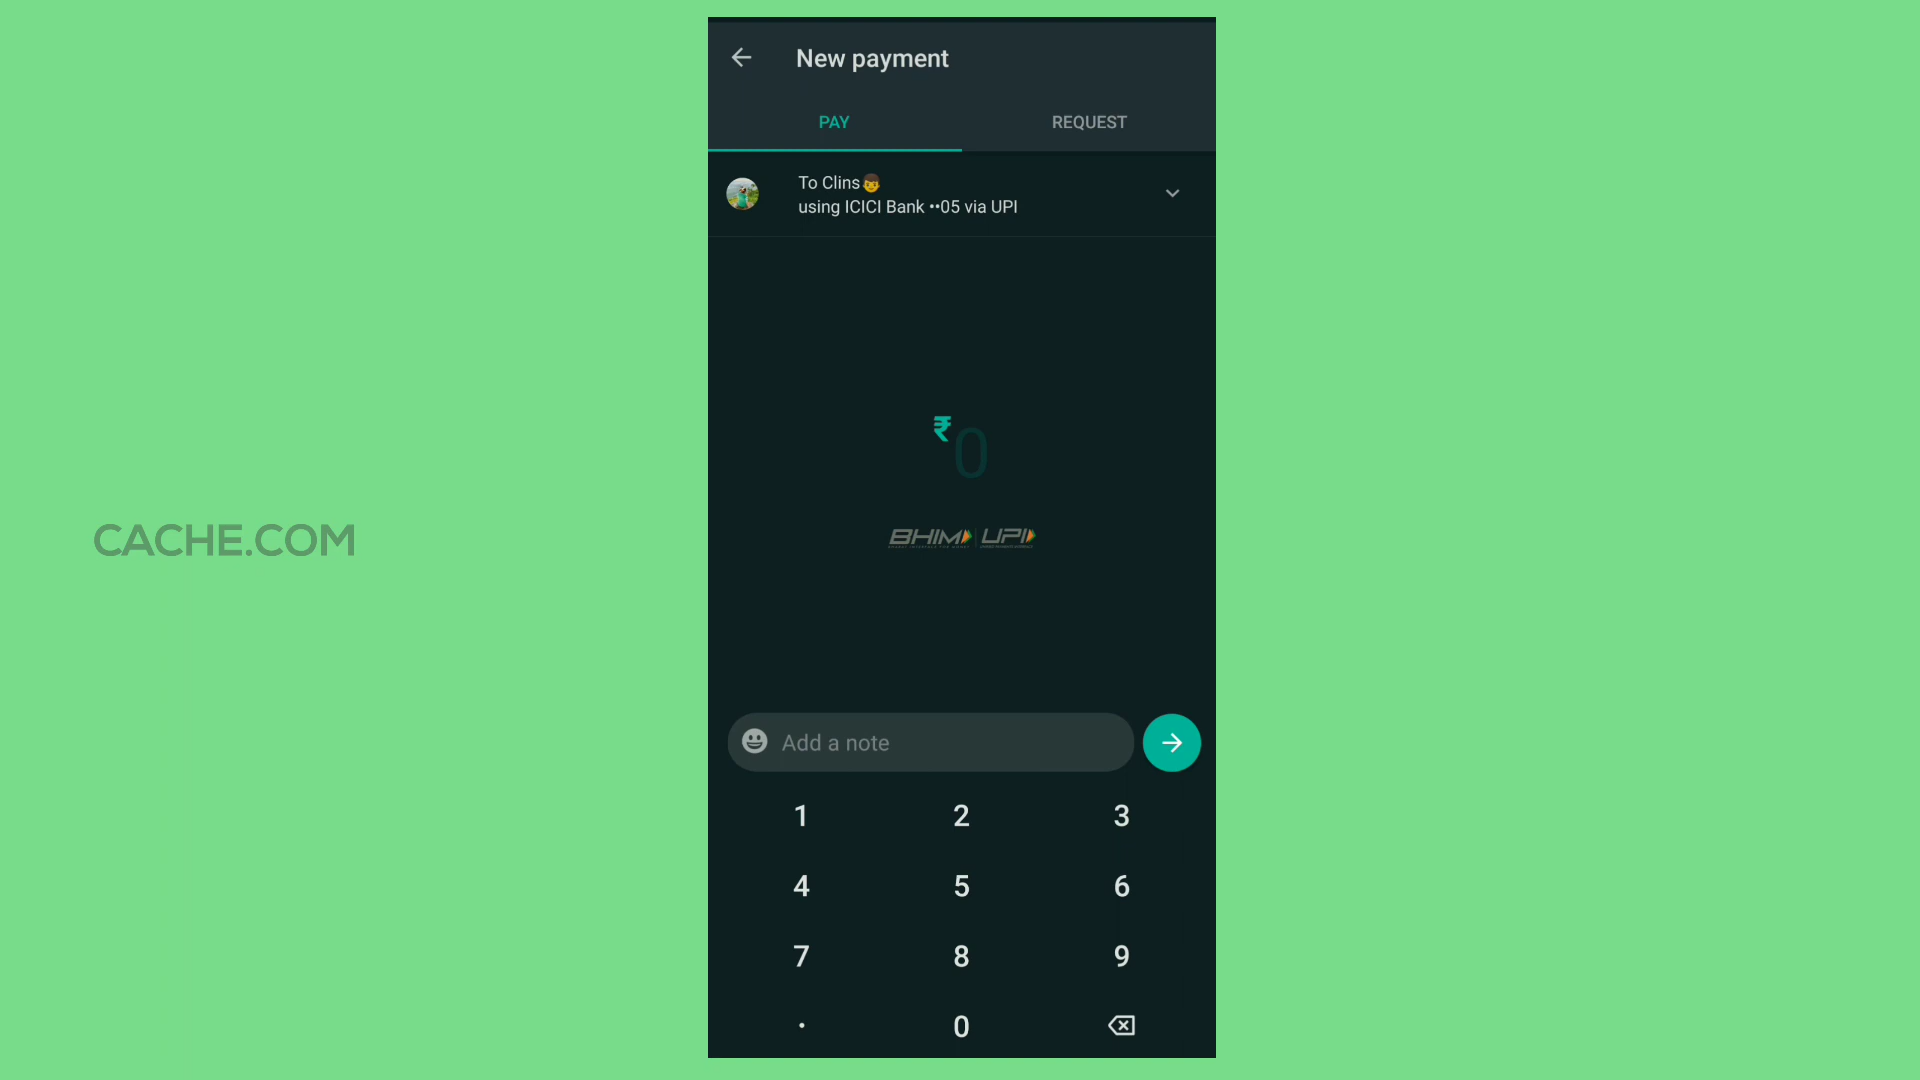 New payment
PAY
REQUEST
To Clins👦
using ICICI Bank ••05 via UPI
₹0
BHIM UPI
CACHE.COM
Add a note
1 2 3
4 5 6
7 8 9
. 0